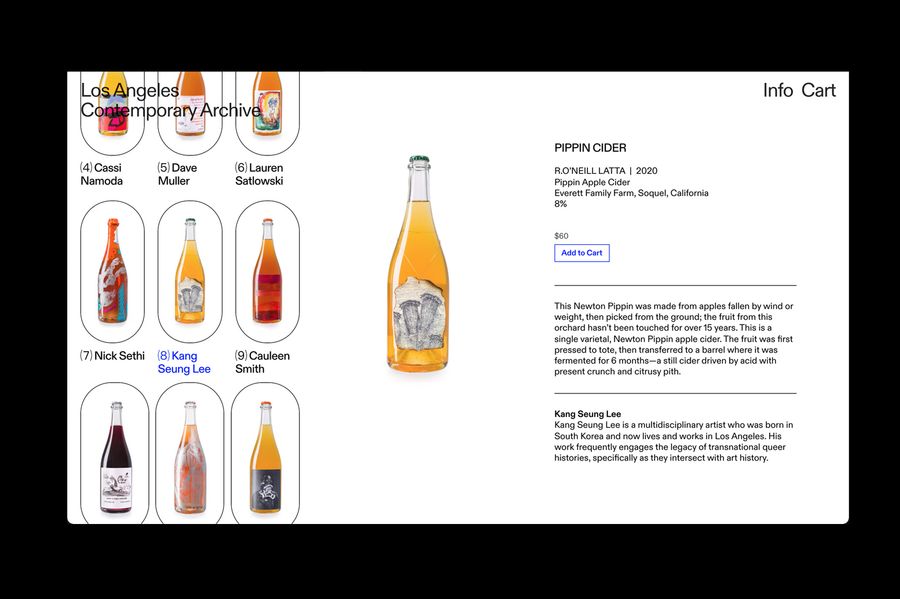 Los Angeles
Contemporary Archive
Info Cart
(4) Cassi
Namoda
(5) Dave
Muller
(6) Lauren
Satlowski
(7) Nick Sethi
(8) Kang
Seung Lee
(9) Cauleen
Smith
PIPPIN CIDER
R.O'NEILL LATTA | 2020
Pippin Apple Cider
Everett Family Farm, Soquel, California
8%
$60
Add to Cart
This Newton Pippin was made from apples fallen by wind or
weight, then picked from the ground; the fruit from this
orchard hasn't been touched for over 15 years. This is a
single varietal, Newton Pippin apple cider. The fruit was first
pressed to tote, then transferred to a barrel where it was
fermented for 6 months—a still cider driven by acid with
present crunch and citrusy pith.
Kang Seung Lee
Kang Seung Lee is a multidisciplinary artist who was born in
South Korea and now lives and works in Los Angeles. His
work frequently engages the legacy of transnational queer
histories, specifically as they intersect with art history.